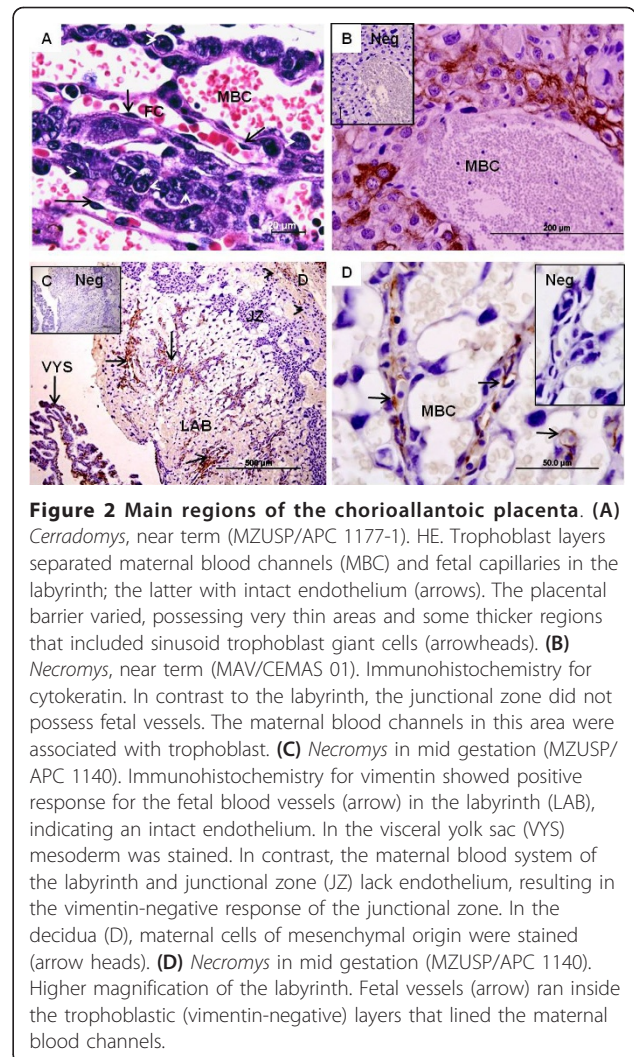 A
MBC
FC
20 µm
B
Neg
MBC
200 µm
C
Neg
JZ
D
VYS
LAB
500 µm
D
Neg
MBC
50.0 µm
Figure 2 Main regions of the chorioallantoic placenta. (A)
Cerradomys, near term (MZUSP/APC 1177-1). HE. Trophoblast layers
separated maternal blood channels (MBC) and fetal capillaries in the
labyrinth; the latter with intact endothelium (arrows). The placental
barrier varied, possessing very thin areas and some thicker regions
that included sinusoid trophoblast giant cells (arrowheads). (B)
Necromys, near term (MAV/CEMAS 01). Immunohistochemistry for
cytokeratin. In contrast to the labyrinth, the junctional zone did not
possess fetal vessels. The maternal blood channels in this area were
associated with trophoblast. (C) Necromys in mid gestation (MZUSP/
APC 1140). Immunohistochemistry for vimentin showed positive
response for the fetal blood vessels (arrow) in the labyrinth (LAB),
indicating an intact endothelium. In the visceral yolk sac (VYS)
mesoderm was stained. In contrast, the maternal blood system of
the labyrinth and junctional zone (JZ) lack endothelium, resulting in
the vimentin-negative response of the junctional zone. In the
decidua (D), maternal cells of mesenchymal origin were stained
(arrow heads). (D) Necromys in mid gestation (MZUSP/APC 1140).
Higher magnification of the labyrinth. Fetal vessels (arrow) ran inside
the trophoblastic (vimentin-negative) layers that lined the maternal
blood channels.